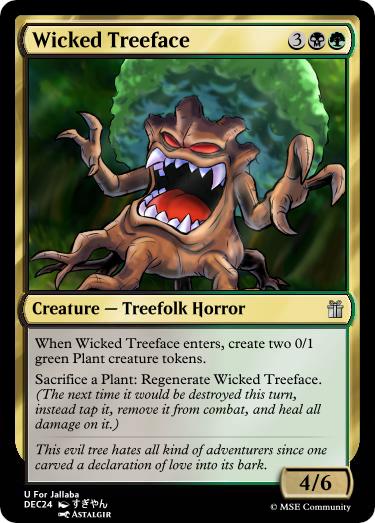 Wicked Treeface 3
Creature — Treefolk Horror
When Wicked Treeface enters, create two 0/1
green Plant creature tokens.
Sacrifice a Plant: Regenerate Wicked Treeface.
(The next time it would be destroyed this turn,
instead tap it, remove it from combat, and heal all
damage on it.)
This evil tree hates all kind of adventurers since one
carved a declaration of love into its bark.
4/6
U For Jallaba
DEC24 すぎやん
Astalgir
© MSE Community